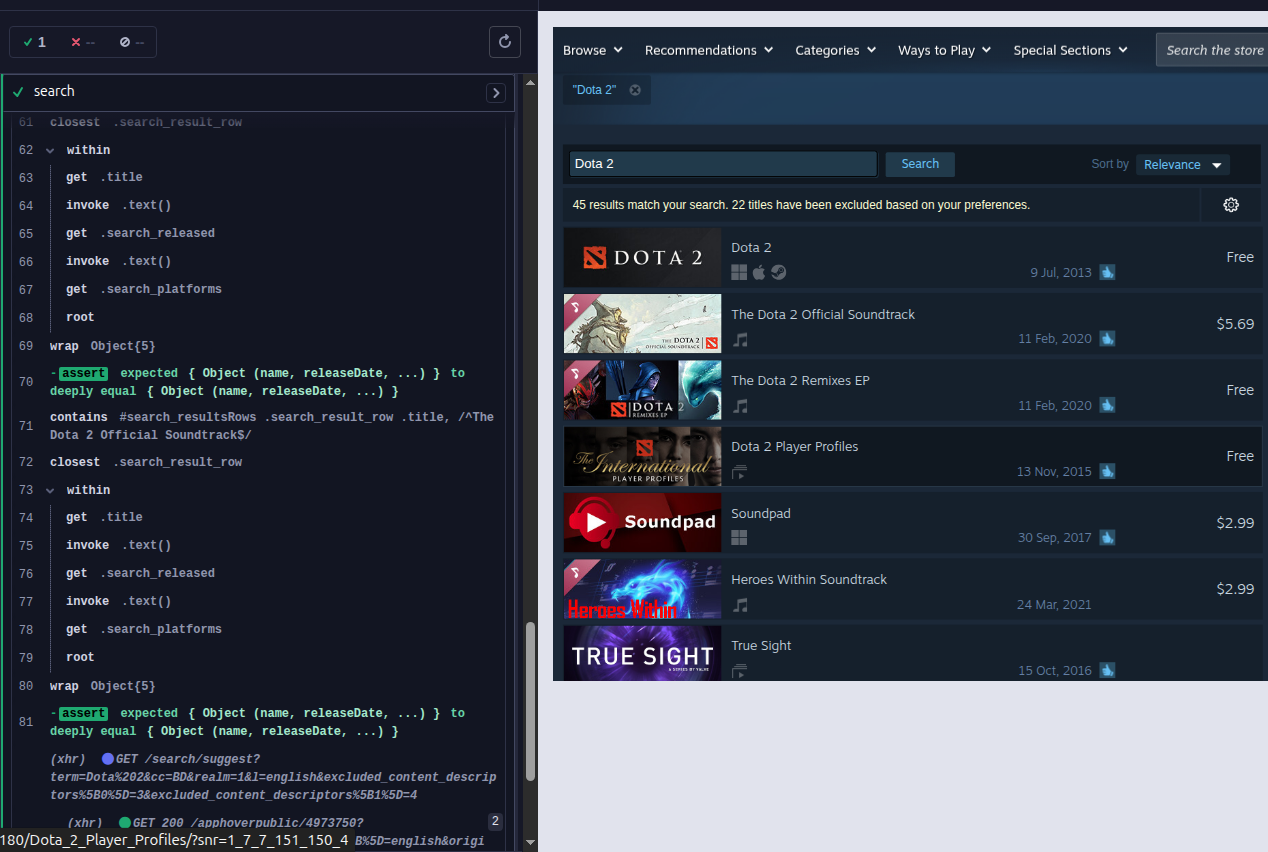 1 -- --
search
61 closest .search_result_row
62 within
63 get .title
64 invoke .text()
65 get .search_released
66 invoke .text()
67 get .search_platforms
68 root
69 wrap Object{5}
70 -assert expected { Object (name, releaseDate, ...) } to
deeply equal { Object (name, releaseDate, ...) }
71 contains #search_resultsRows .search_result_row .title, /^The
Dota 2 Official Soundtrack$/
72 closest .search_result_row
73 within
74 get .title
75 invoke .text()
76 get .search_released
77 invoke .text()
78 get .search_platforms
79 root
80 wrap Object{5}
81 -assert expected { Object (name, releaseDate, ...) } to
deeply equal { Object (name, releaseDate, ...) }
(xhr) GET /search/suggest?
term=Dota%202&cc=BD&realm=1&l=english&excluded_content_descrip
tors%5B0%5D=3&excluded_content_descriptors%5B1%5D=4
(xhr) GET 200 /apphoverpublic/4973750? 2
180/Dota_2_Player_Profiles/?snr=1_7_7_151_150_4 B%5D=english&origi
Browse Recommendations Categories Ways to Play Special Sections Search the store
"Dota 2"
Dota 2 Search Sort by Relevance
45 results match your search. 22 titles have been excluded based on your preferences.
DOTA 2
Dota 2
9 Jul, 2013
Free
THE DOTA 2
OFFICIAL SOUNDTRACK
The Dota 2 Official Soundtrack
11 Feb, 2020
$5.69
DOTA 2
REMIXES EP
The Dota 2 Remixes EP
11 Feb, 2020
Free
The International
PLAYER PROFILES
Dota 2 Player Profiles
13 Nov, 2015
Free
Soundpad
Soundpad
30 Sep, 2017
$2.99
Heroes Within
Heroes Within Soundtrack
24 Mar, 2021
$2.99
TRUE SIGHT
A SERIES BY VALVE
True Sight
15 Oct, 2016